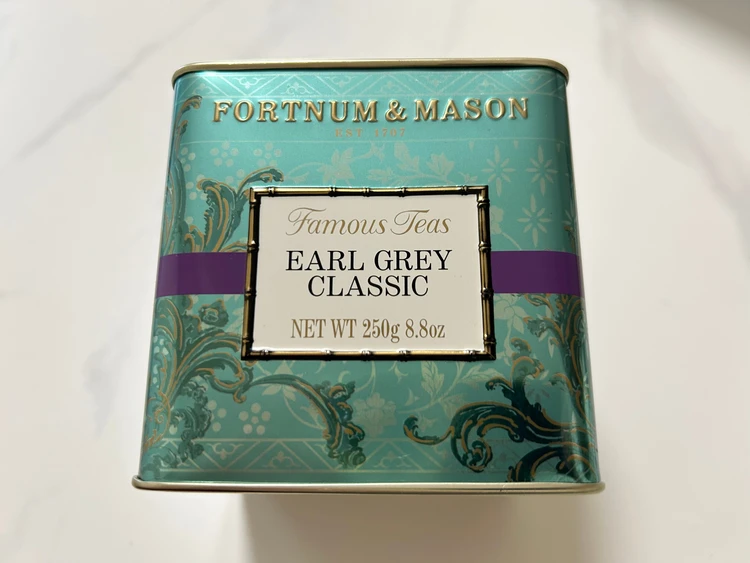 FORTNUM & MASON
EST 1707
Famous Teas
EARL GREY
CLASSIC
NET WT 250g 8.8oz